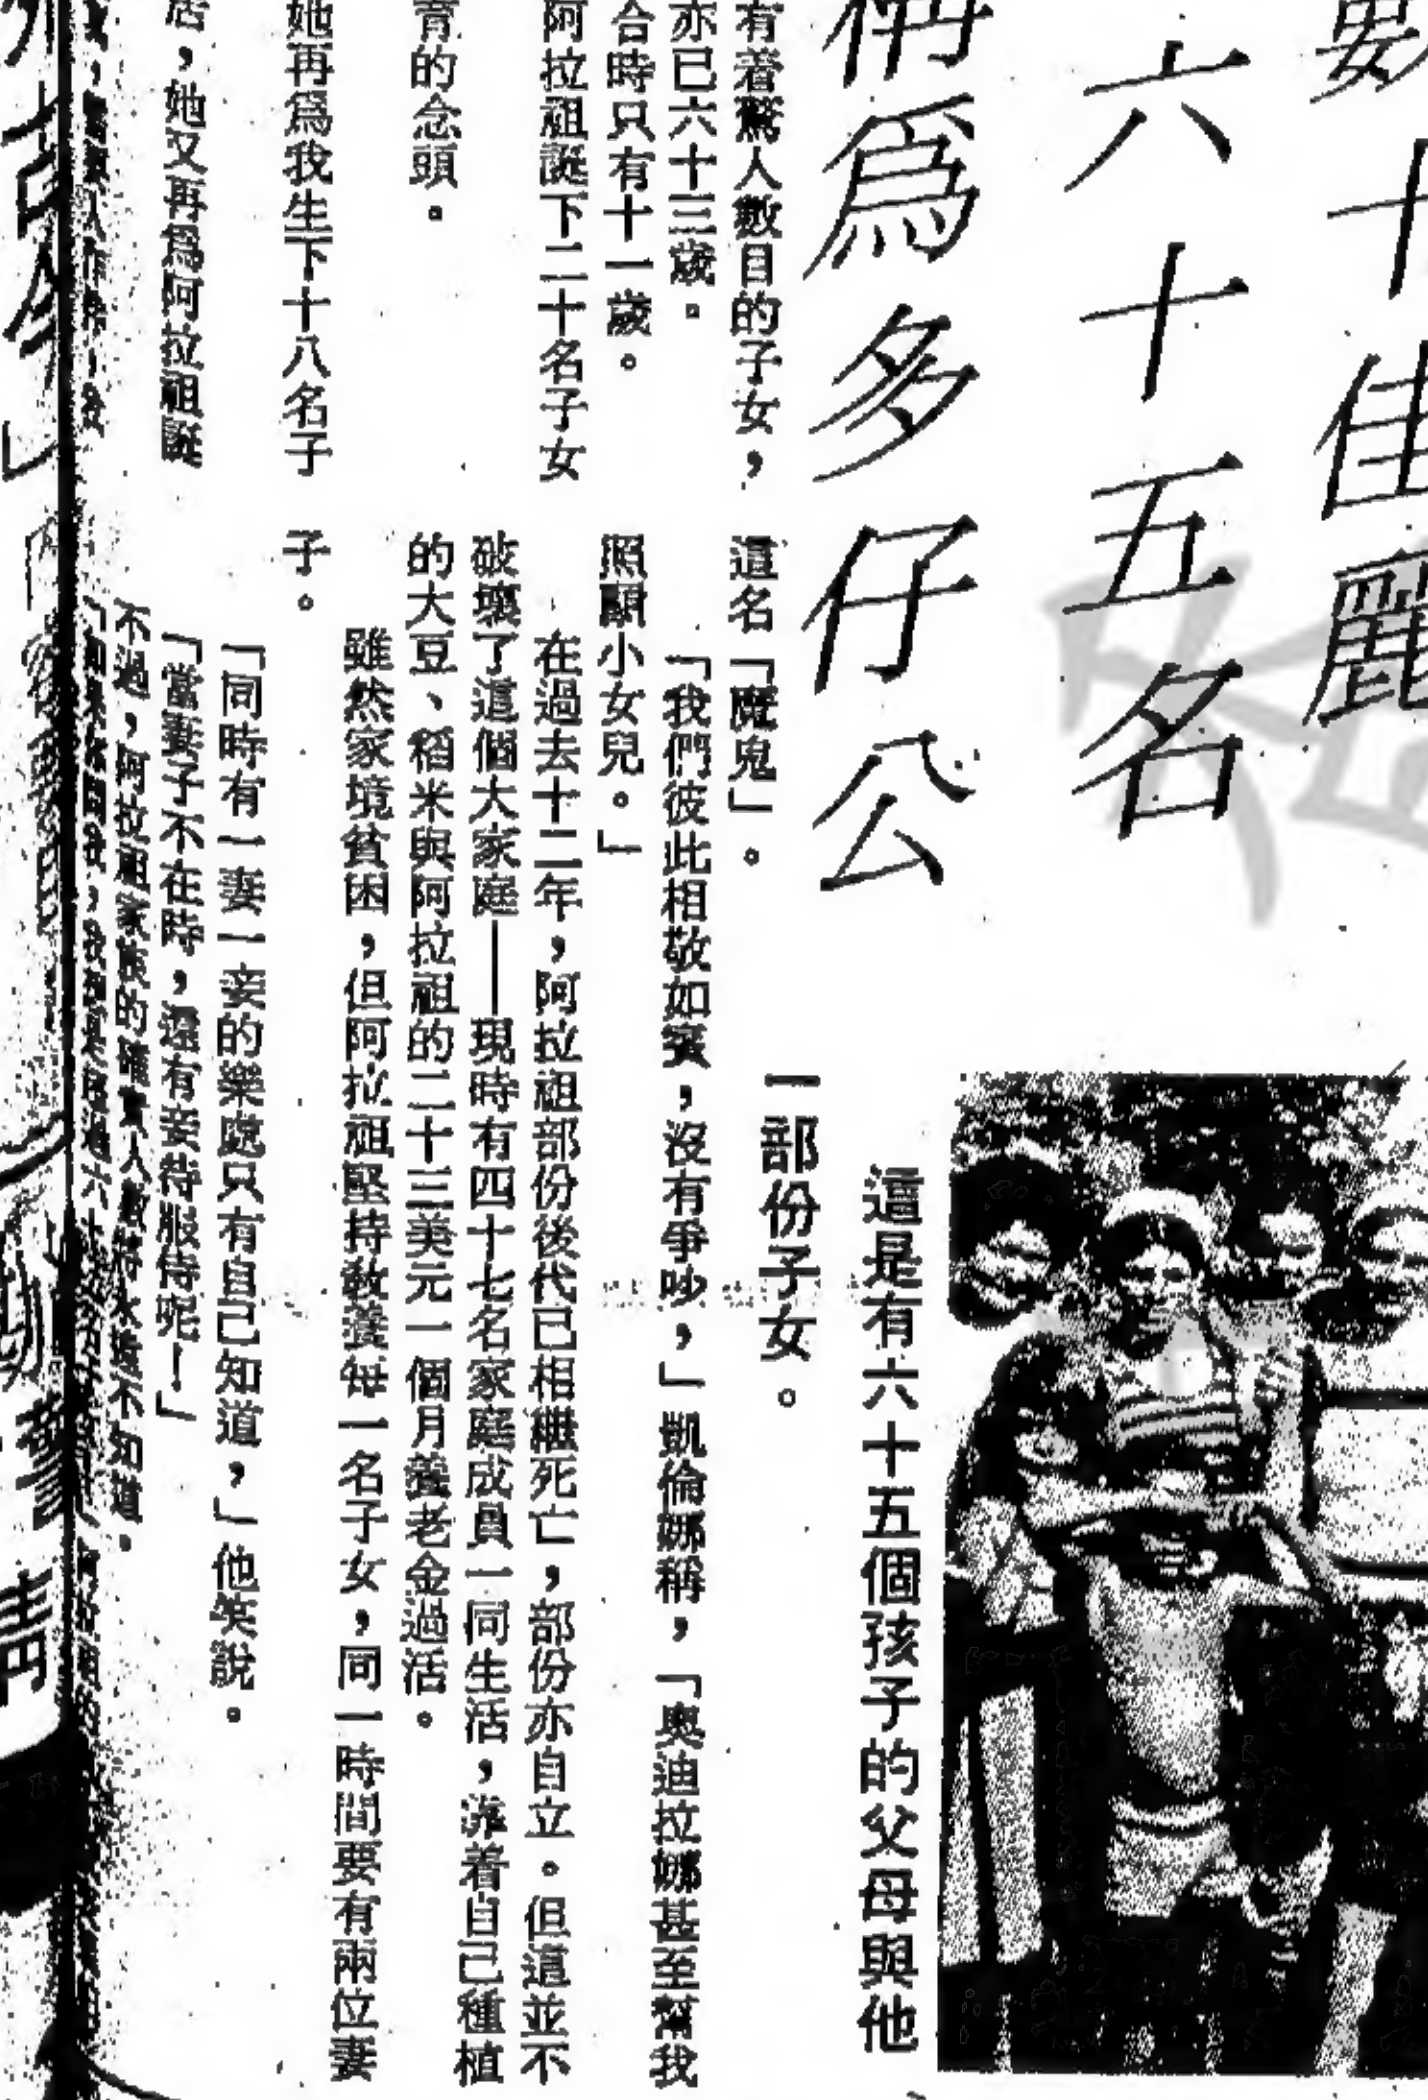 十佳麗
六十五名
稱為多仔公
這是有六十五個孩子的父母與他
一部份子女。
有着驚人數目的子女,
亦已六十三歲。
合時只有十一歲。
阿拉祖誕下二十名子女
育的念頭。
她再為我生下十八名子
活,她又再為阿拉祖誕
這名「魔鬼」。
「我們彼此相敬如賓,沒有爭吵,」凱倫娜稱,「奧迪拉娜甚至幫我
照顧小女兒。」
在過去十二年,阿拉祖部份後代已相繼死亡,部份亦自立。但這並不
破壞了這個大家庭——現時有四十七名家庭成員一同生活,靠着自己種植
的大豆、稻米與阿拉祖的二十三美元一個月養老金過活。
雖然家境貧困,但阿拉祖堅持教養每一名子女,同一時間要有兩位妻
子。
「同時有一妻一妾的樂處只有自己知道,」他笑說。
「當妻子不在時,還有妾侍服侍呢!」
不過,阿拉祖家族的確實人數將永遠不知道。